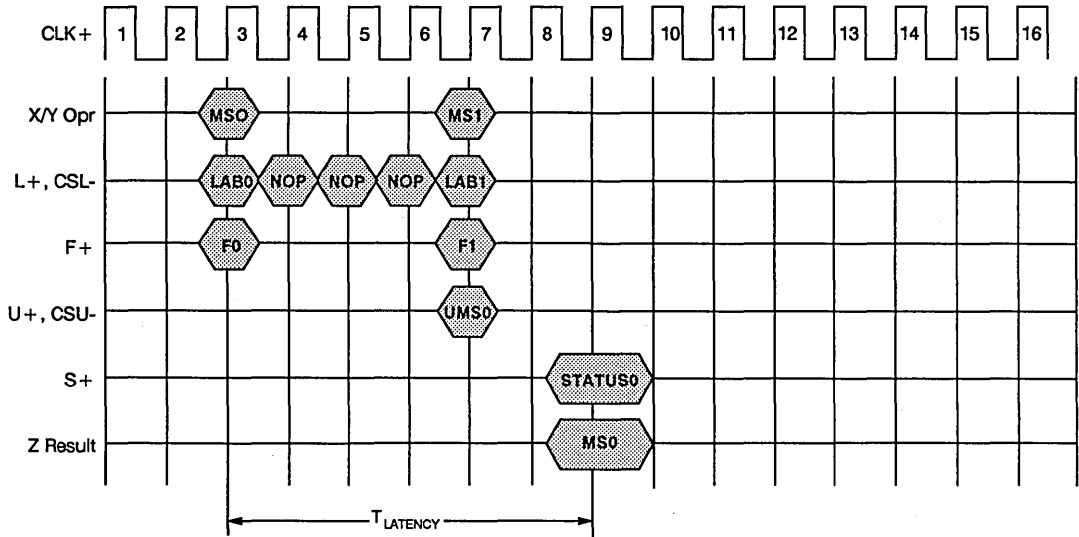 CLK+ 1 2 3 4 5 6 7 8 9 10 11 12 13 14 15 16
X/Y Opr MSO MS1
L+, CSL- LAB0 NOP NOP NOP LAB1
F+ F0 F1
U+, CSU- UMS0
S+ STATUS0
Z Result MS0
TLATENCY